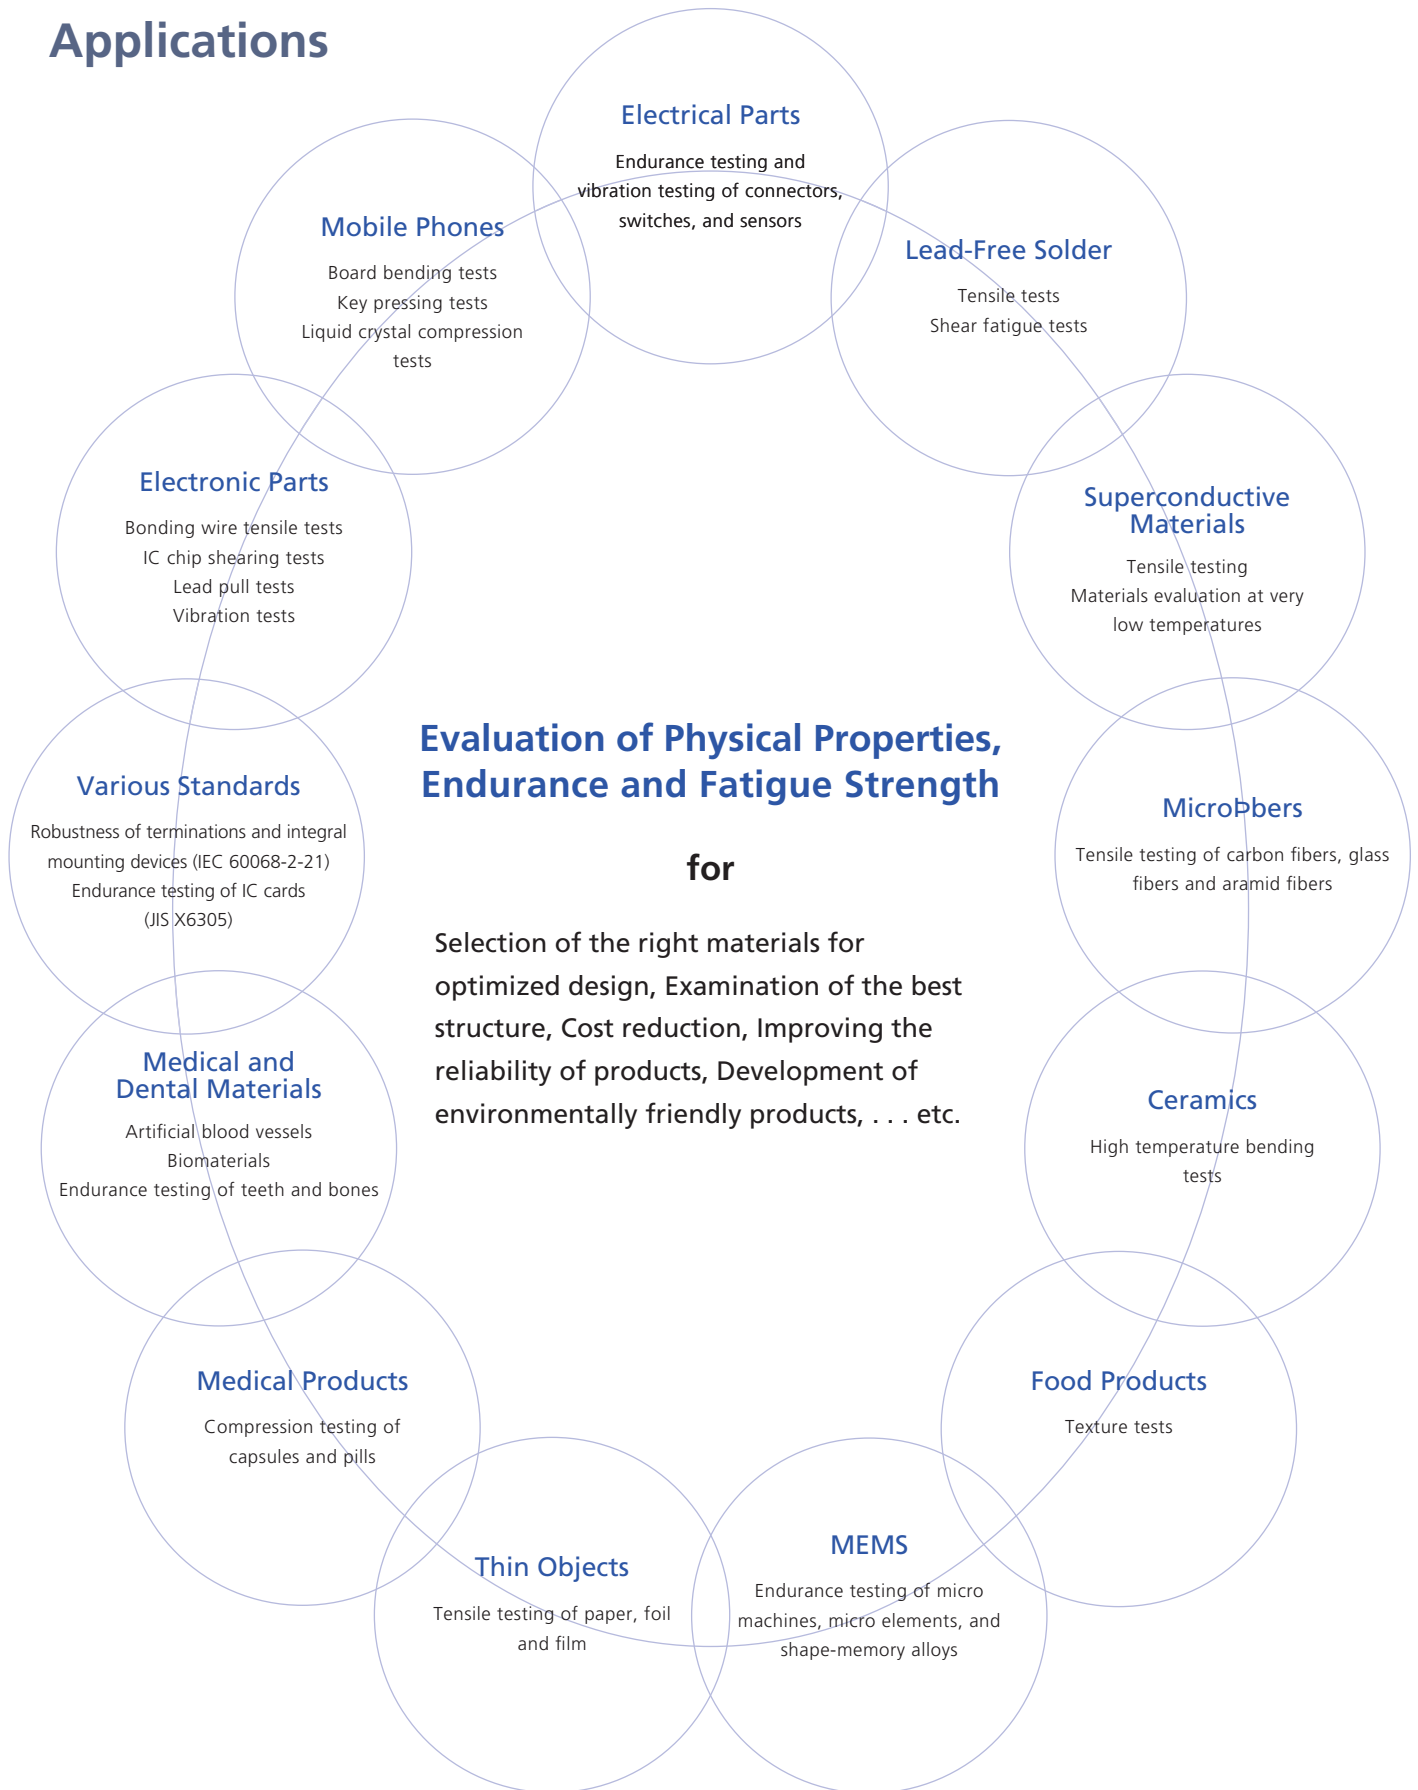 Applications
Electrical Parts
Endurance testing and
vibration testing of connectors,
switches, and sensors
Mobile Phones
Board bending tests
Key pressing tests
Liquid crystal compression
tests
Lead-Free Solder
Tensile tests
Shear fatigue tests
Electronic Parts
Bonding wire tensile tests
IC chip shearing tests
Lead pull tests
Vibration tests
Superconductive
Materials
Tensile testing
Materials evaluation at very
low temperatures
Evaluation of Physical Properties,
Endurance and Fatigue Strength
for
Selection of the right materials for
optimized design, Examination of the best
structure, Cost reduction, Improving the
reliability of products, Development of
environmentally friendly products, . . . etc.
Various Standards
Robustness of terminations and integral
mounting devices (IEC 60068-2-21)
Endurance testing of IC cards
(JIS X6305)
MicroÞbers
Tensile testing of carbon fibers, glass
fibers and aramid fibers
Medical and
Dental Materials
Artificial blood vessels
Biomaterials
Endurance testing of teeth and bones
Ceramics
High temperature bending
tests
Medical Products
Compression testing of
capsules and pills
Food Products
Texture tests
Thin Objects
Tensile testing of paper, foil
and film
MEMS
Endurance testing of micro
machines, micro elements, and
shape-memory alloys